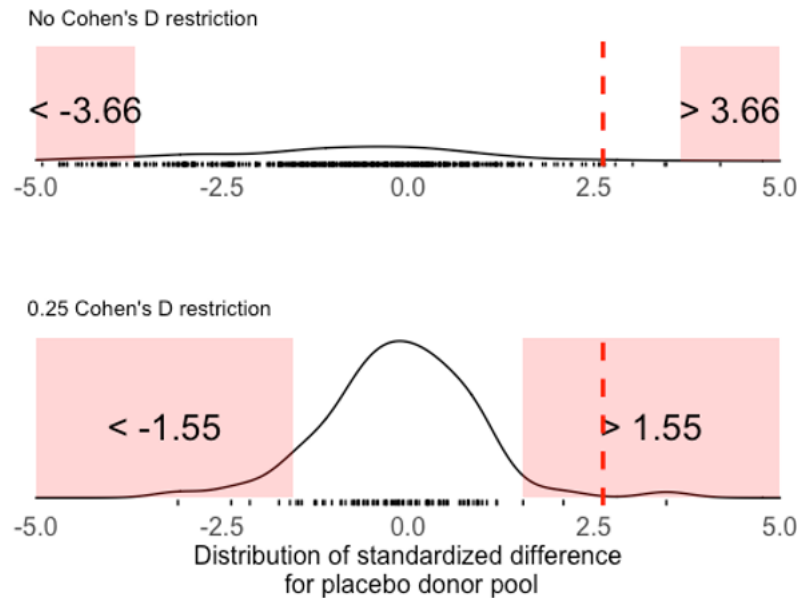 No Cohen's D restriction
< -3.66
> 3.66
-5.0 -2.5 0.0 2.5 5.0
0.25 Cohen's D restriction
< -1.55
> 1.55
-5.0 -2.5 0.0 2.5 5.0
Distribution of standardized difference
for placebo donor pool